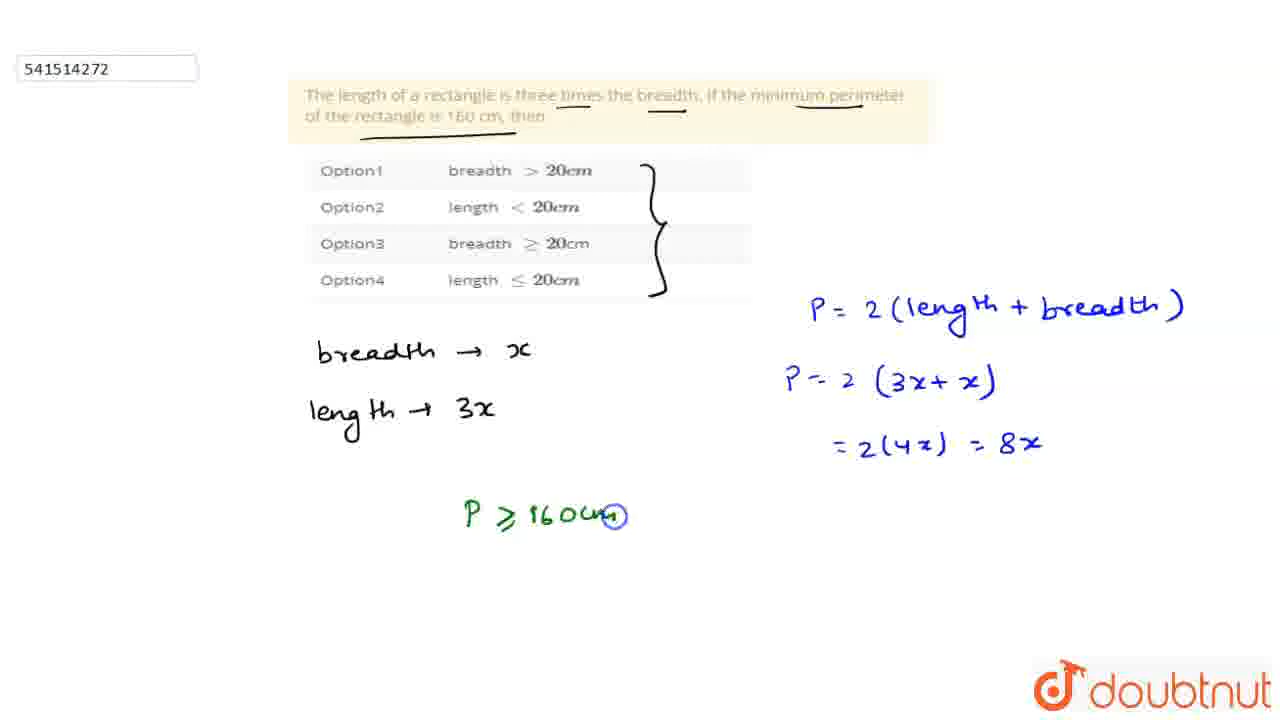 541514272
The length of a rectangle is three times the breadth. If the minimum perimeter
of the rectangle is 160 cm, then
Option1 breadth > 20cm
Option2 length < 20cm
Option3 breadth ≥ 20cm
Option4 length ≤ 20cm
P = 2 (length + breadth)
breadth → x
P = 2 (3x + x)
length → 3x
= 2(4x) = 8x
P ≥ 160cm
doubtnut